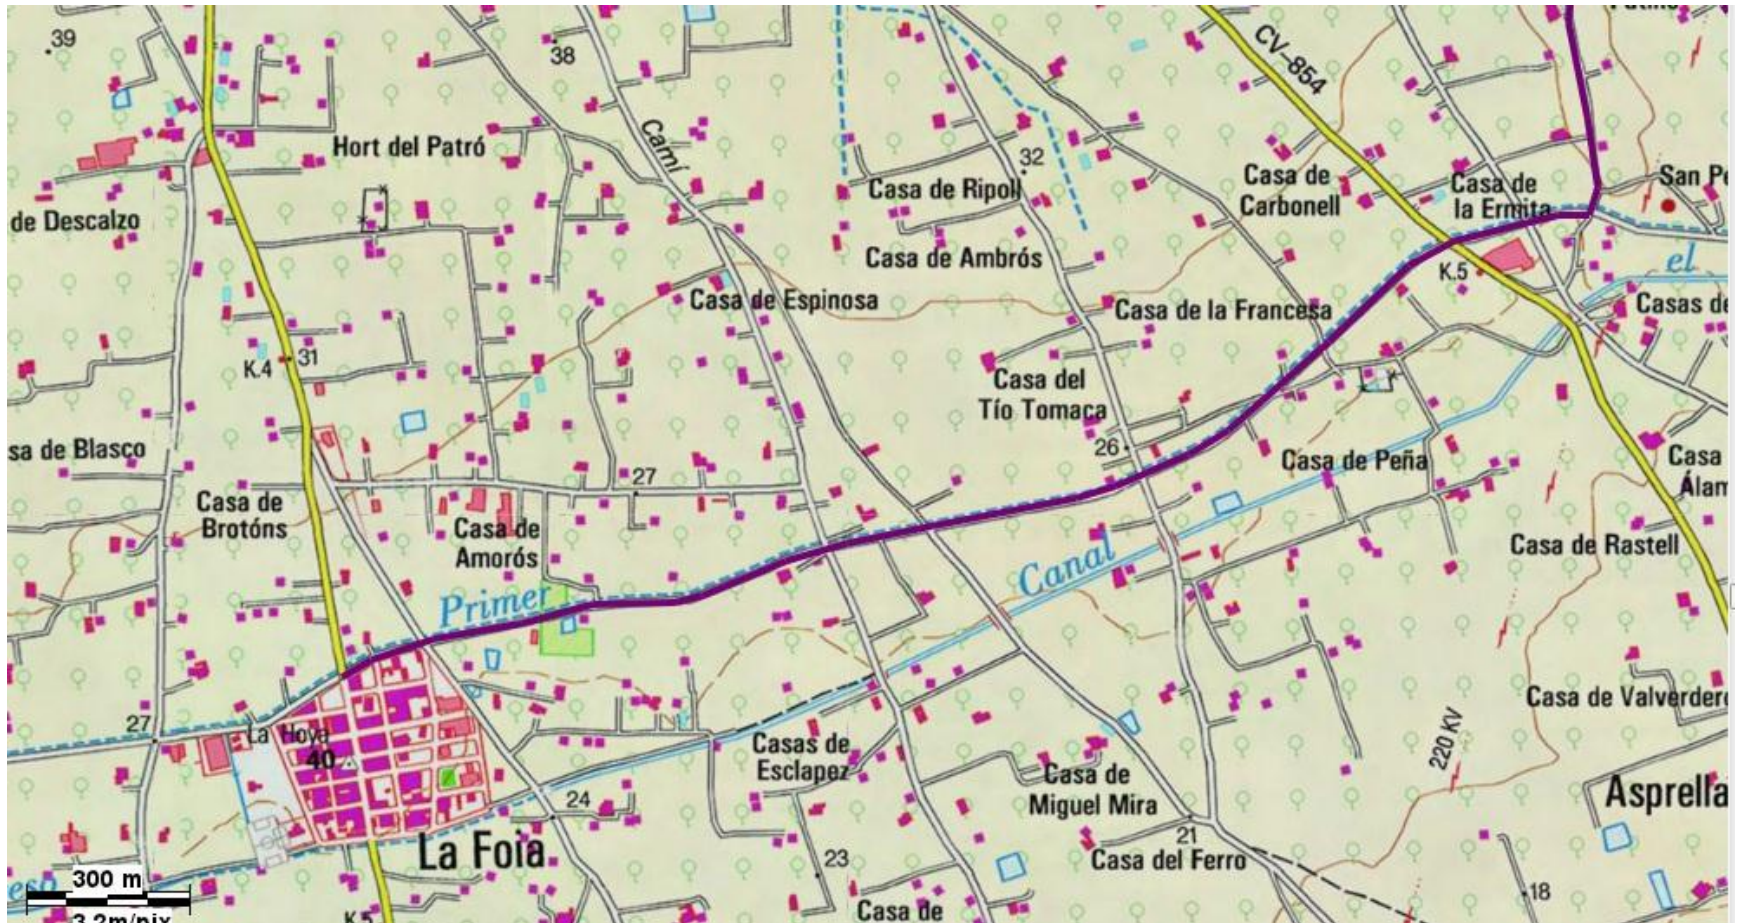 39
38
CV-854
Camí
Hort del Patró
32
Casa de Ripoll
Casa de
Carbonell
Casa de
la Ermita
San Pe
de Descalzo
Casa de Ambrós
K.5
el
Casa de Espinosa
Casa de la Francesa
Casas de
K.4
31
Casa del
Tío Tomaca
26
sa de Blasco
Casa de Peña
Casa
Álam
27
Casa de
Brotóns
Casa de
Amorós
Casa de Rastell
Canal
Primer
Casa de Valverder
27
La Hoya
40
220 KV
Casas de
Esclapez
Casa de
Miguel Mira
Asprella
24
21
La Foia
Casa del Ferro
23
300 m
18
Casa de
K.5
3.2m/pix